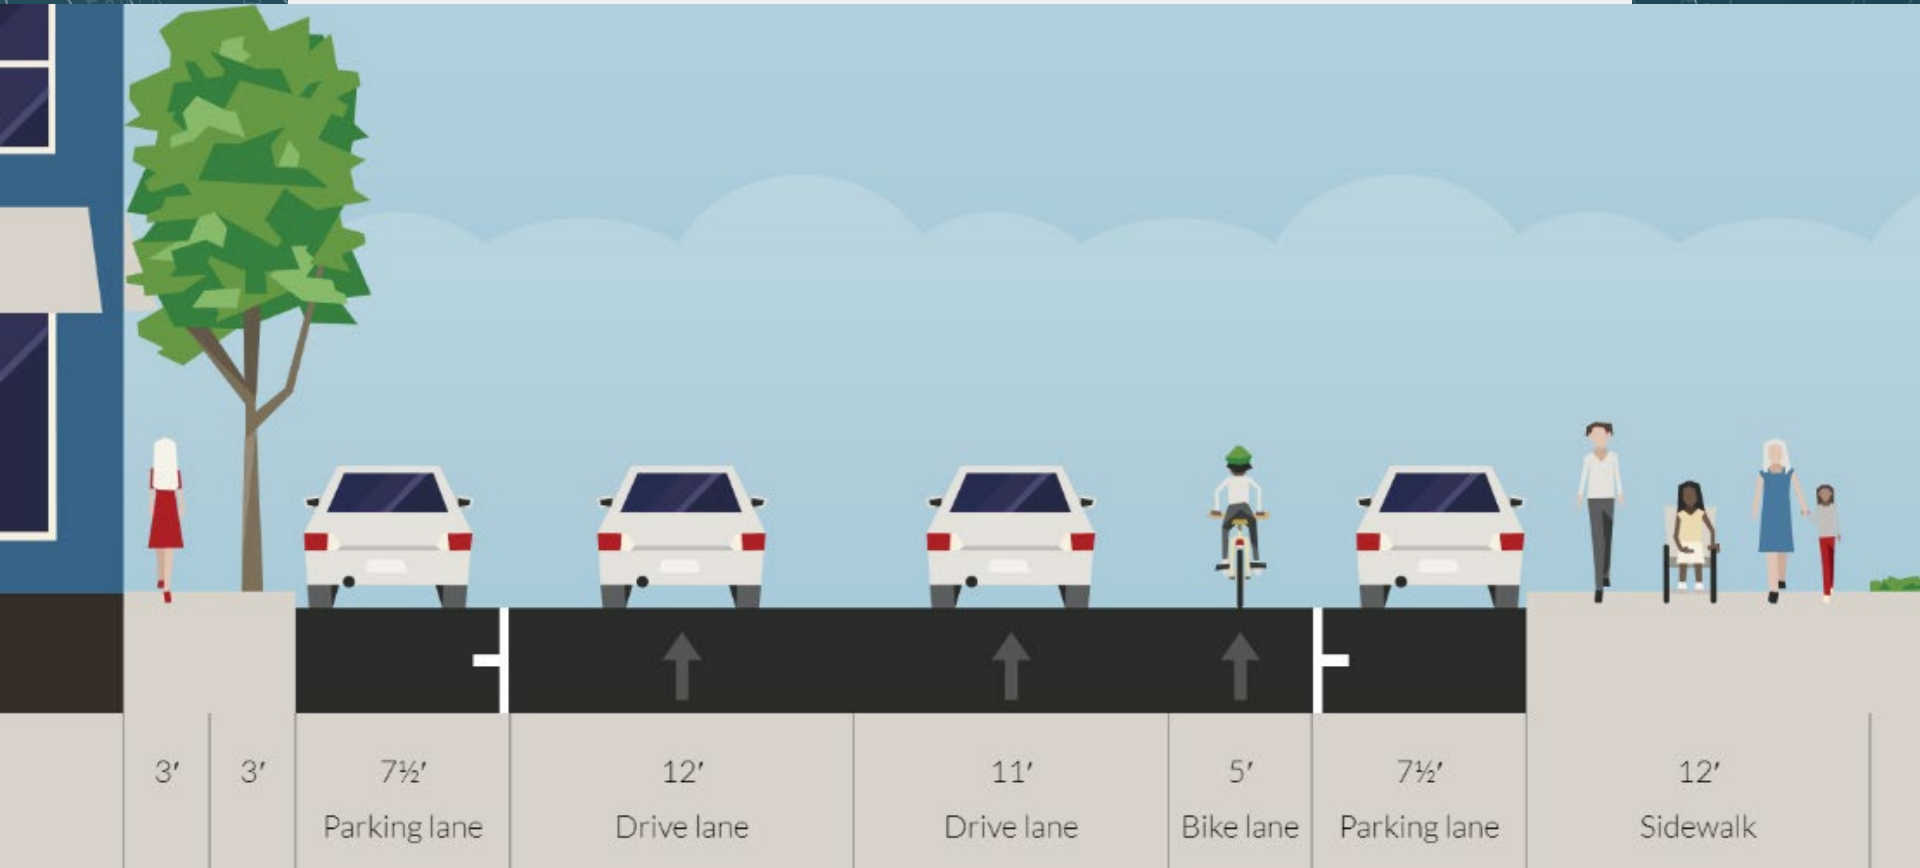 3′ 3′ 7½′ 12′ 11′ 5′ 7½′ 12′
Parking lane Drive lane Drive lane Bike lane Parking lane Sidewalk